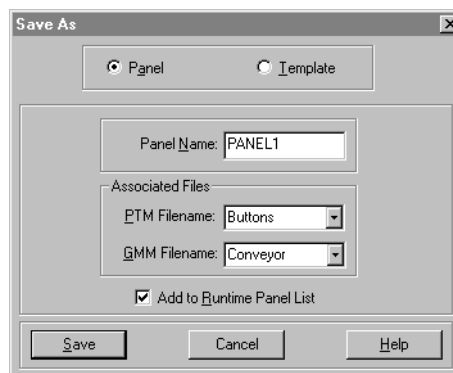 Save As
Panel Template
Panel Name: PANEL1
Associated Files
PTM Filename: Buttons
GMM Filename: Conveyor
Add to Runtime Panel List
Save Cancel Help